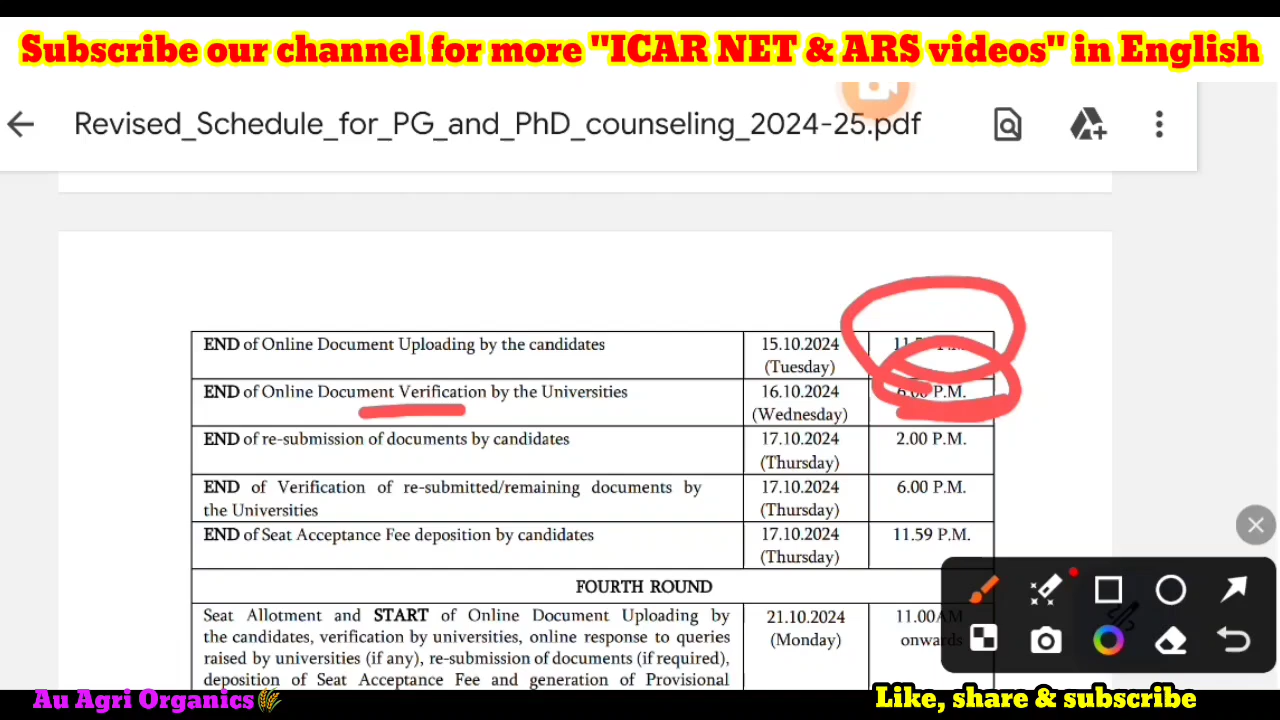 Subscribe our channel for more "ICAR NET & ARS videos" in English
Revised_Schedule_for_PG_and_PhD_counseling_2024-25.pdf
END of Online Document Uploading by the candidates 15.10.2024
(Tuesday)
END of Online Document Verification by the Universities 16.10.2024 6.00 P.M.
(Wednesday)
END of re-submission of documents by candidates 17.10.2024 2.00 P.M.
(Thursday)
END of Verification of re-submitted/remaining documents by 17.10.2024 6.00 P.M.
the Universities (Thursday)
END of Seat Acceptance Fee deposition by candidates 17.10.2024 11.59 P.M.
(Thursday)
FOURTH ROUND
Seat Allotment and START of Online Document Uploading by 21.10.2024 11.00AM
the candidates, verification by universities, online response to queries (Monday) onwards
raised by universities (if any), re-submission of documents (if required),
deposition of Seat Acceptance Fee and generation of Provisional
Au Agri Organics
Like, share & subscribe